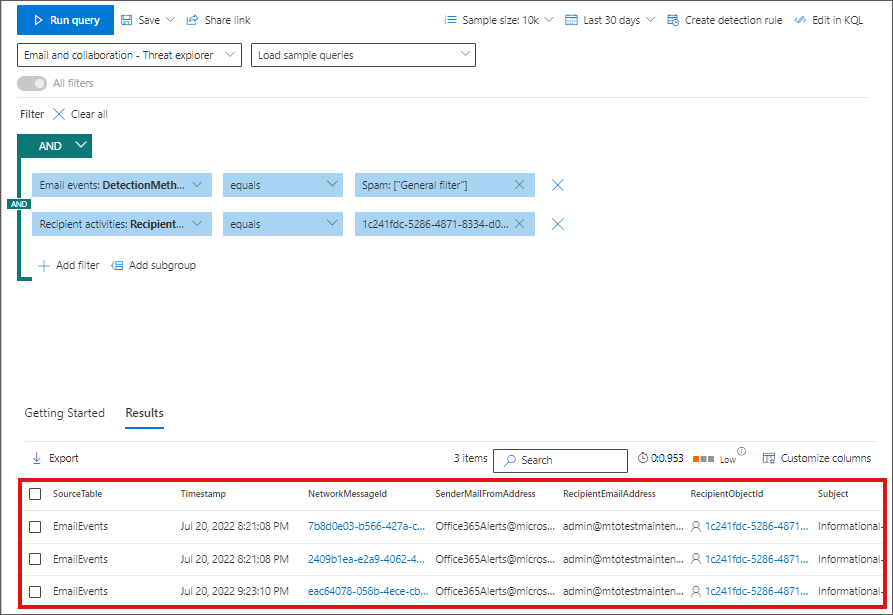 Run query Save Share link Sample size: 10k Last 30 days Create detection rule Edit in KQL
Email and collaboration - Threat explorer Load sample queries
All filters
Filter Clear all
AND
Email events: DetectionMeth... equals Spam: ["General filter"]
AND
Recipient activities: Recipient... equals 1c241fdc-5286-4871-8334-d0...
Add filter Add subgroup
Getting Started Results
Export 3 items Search 0:0.953 Low Customize columns
SourceTable Timestamp NetworkMessageId SenderMailFromAddress RecipientEmailAddress RecipientObjectId Subject
EmailEvents Jul 20, 2022 8:21:08 PM 7b8d0e03-b566-427a-c... Office365Alerts@micros... admin@mtotestmainten... 1c241fdc-5286-4871... Informational-
EmailEvents Jul 20, 2022 8:21:08 PM 2409b1ea-e2a9-4062-4... Office365Alerts@micros... admin@mtotestmainten... 1c241fdc-5286-4871... Informational-
EmailEvents Jul 20, 2022 9:23:10 PM eac64078-058b-4ece-cb... Office365Alerts@micros... admin@mtotestmainten... 1c241fdc-5286-4871... Informational-